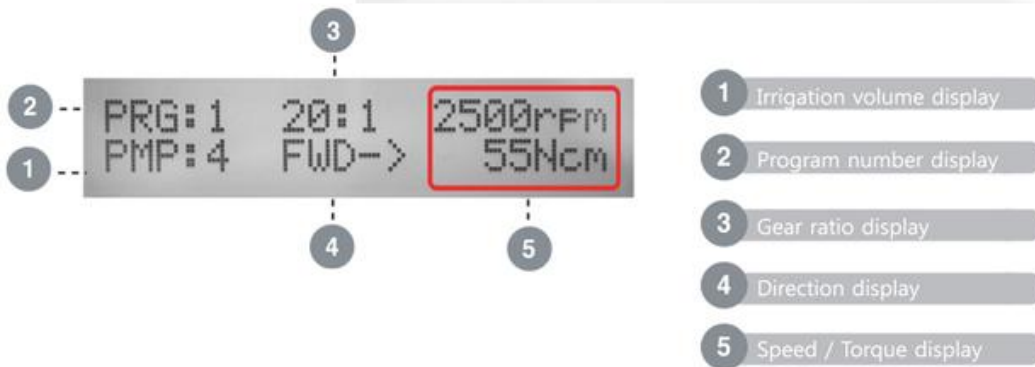 3
2
PRG:1 20:1 2500rpm
1
PMP:4 FWD-> 55Ncm
4
5
1 Irrigation volume display
2 Program number display
3 Gear ratio display
4 Direction display
5 Speed / Torque display